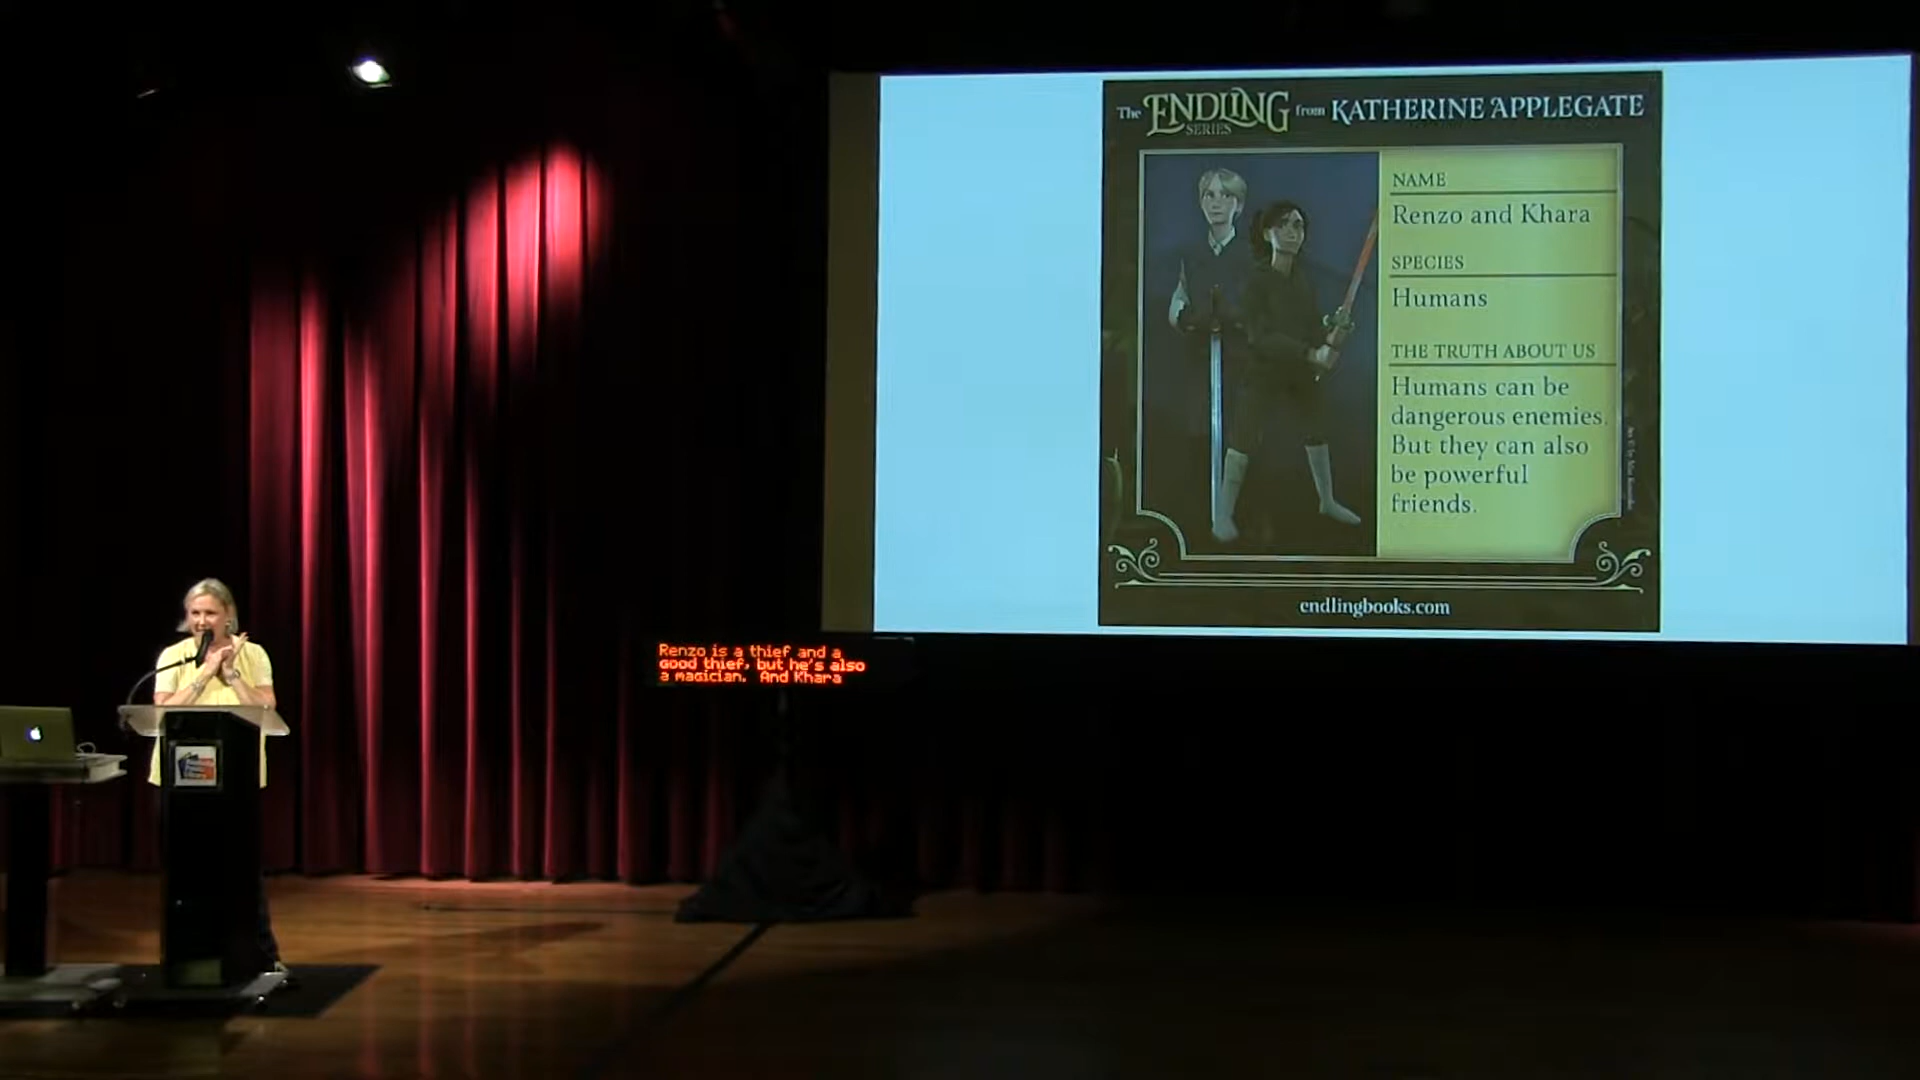 The ENDLING SERIES from KATHERINE APPLEGATE
NAME
Renzo and Khara
SPECIES
Humans
THE TRUTH ABOUT US
Humans can be
dangerous enemies.
But they can also
be powerful
friends.
endlingbooks.com
Renzo is a thief and a
good thief, but he's also
a magician. And Khara